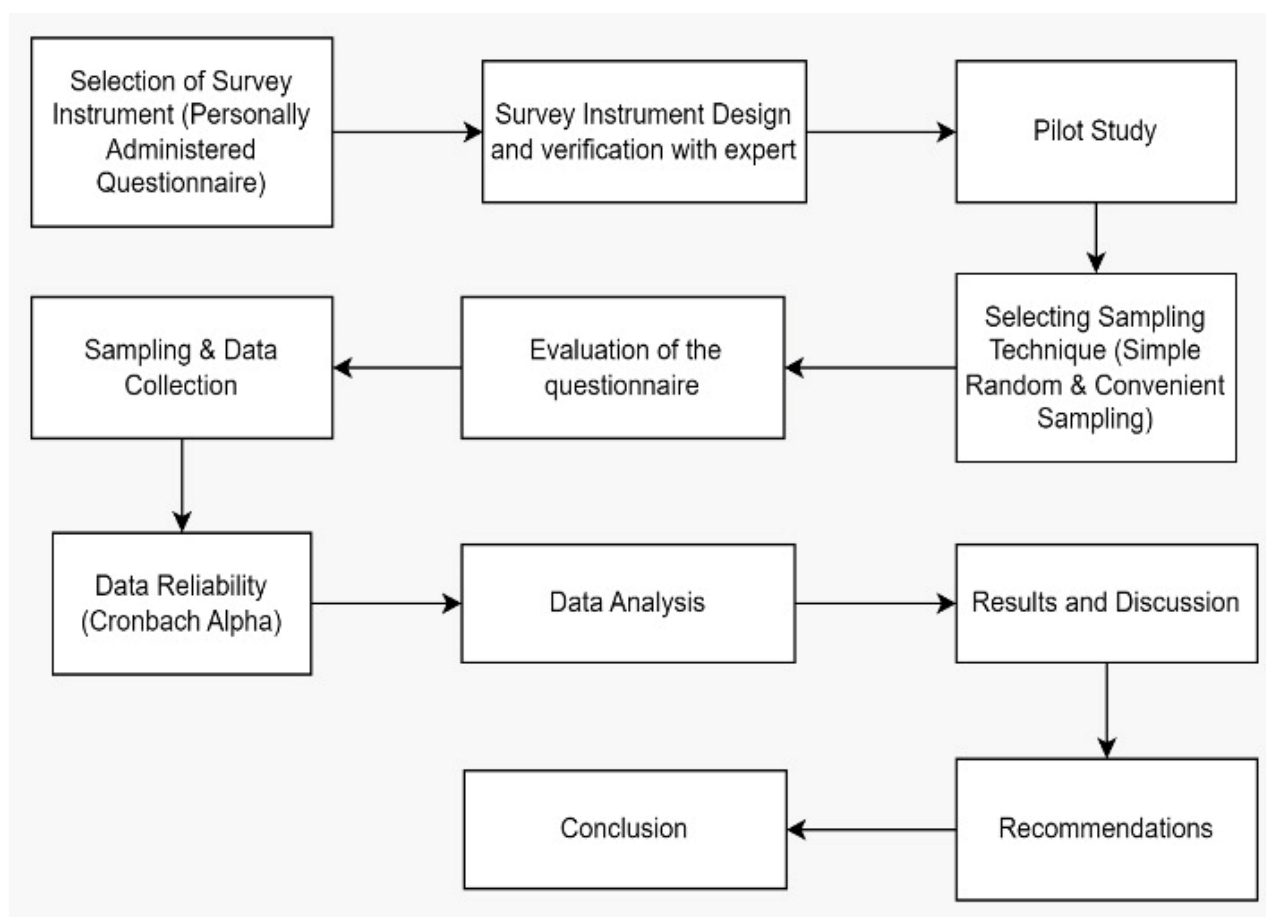 Selection of Survey
Instrument (Personally
Administered
Questionnaire)
Survey Instrument Design
and verification with expert
Pilot Study
Selecting Sampling
Technique (Simple
Random & Convenient
Sampling)
Evaluation of the
questionnaire
Sampling & Data
Collection
Data Reliability
(Cronbach Alpha)
Data Analysis
Results and Discussion
Recommendations
Conclusion